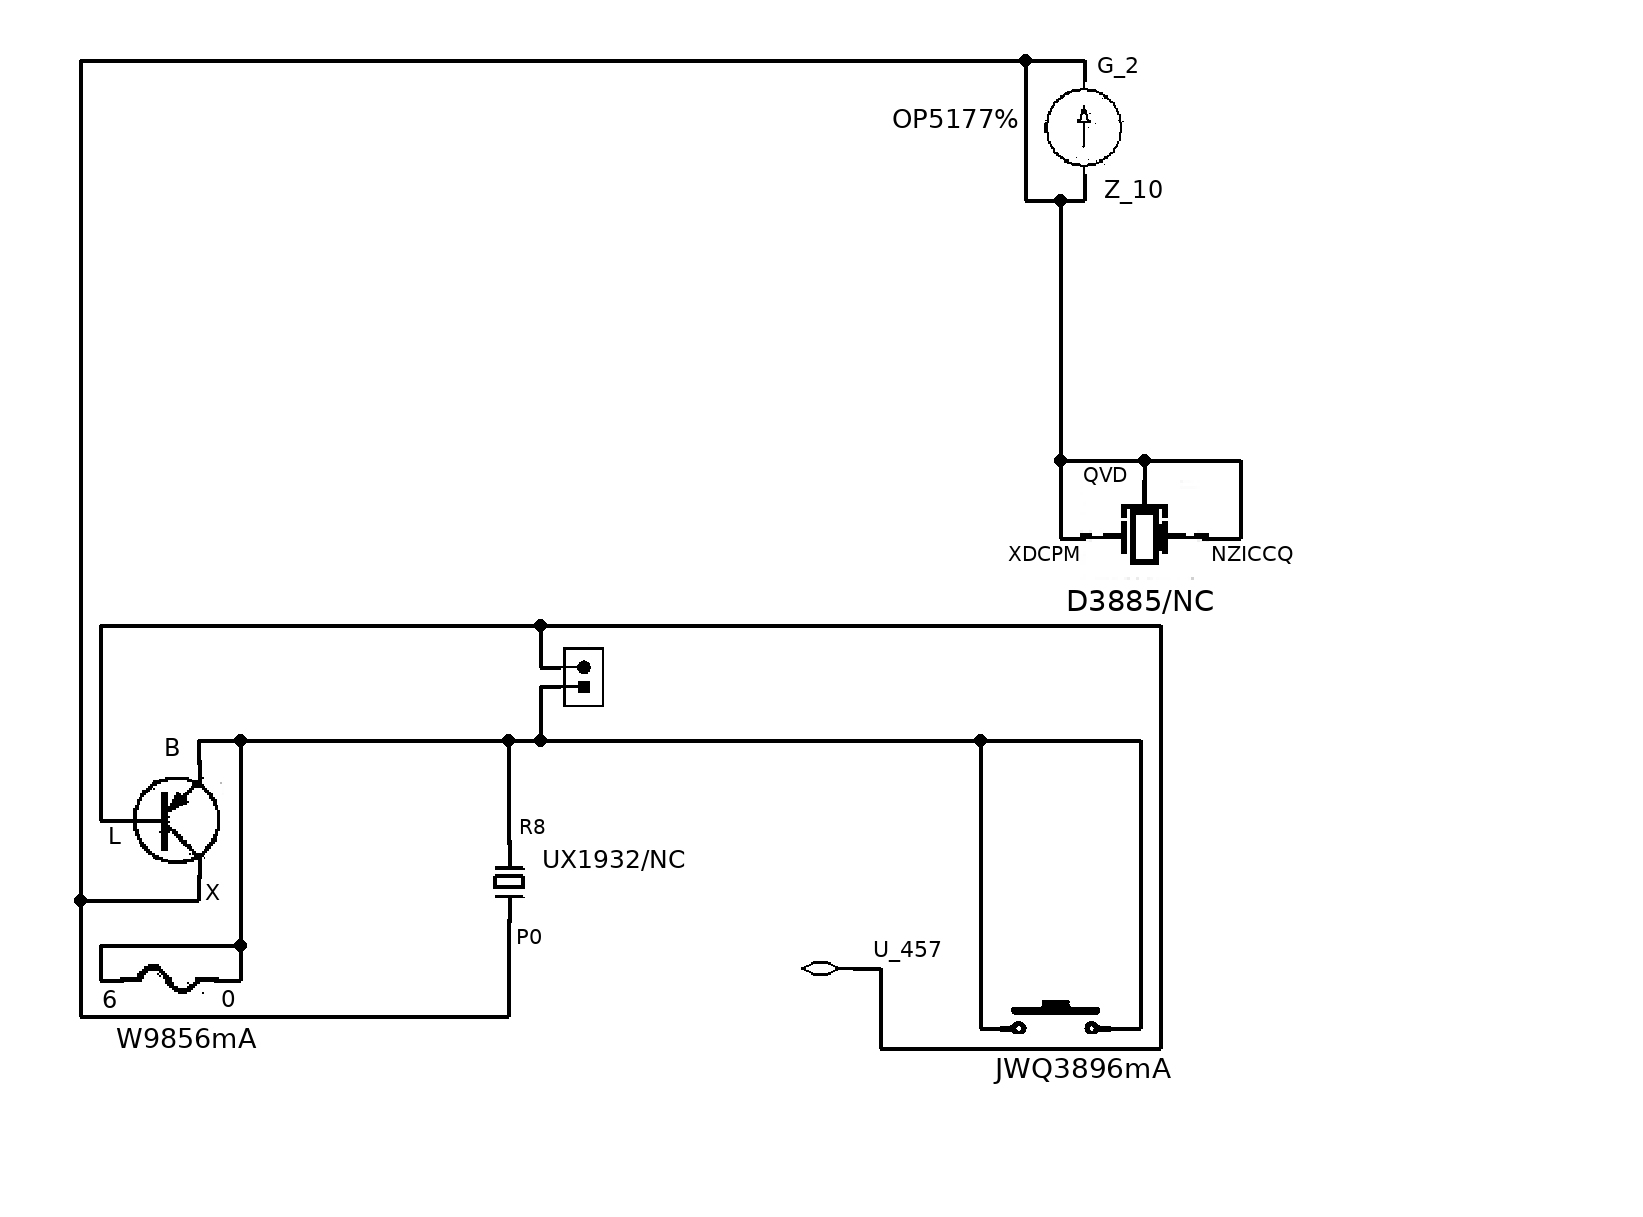 G_2
OP5177%
Z_10
QVD
XDCPM
NZICCQ
D3885/NC
B
R8
L
UX1932/NC
X
P0
U_457
6
0
W9856mA
JWQ3896mA